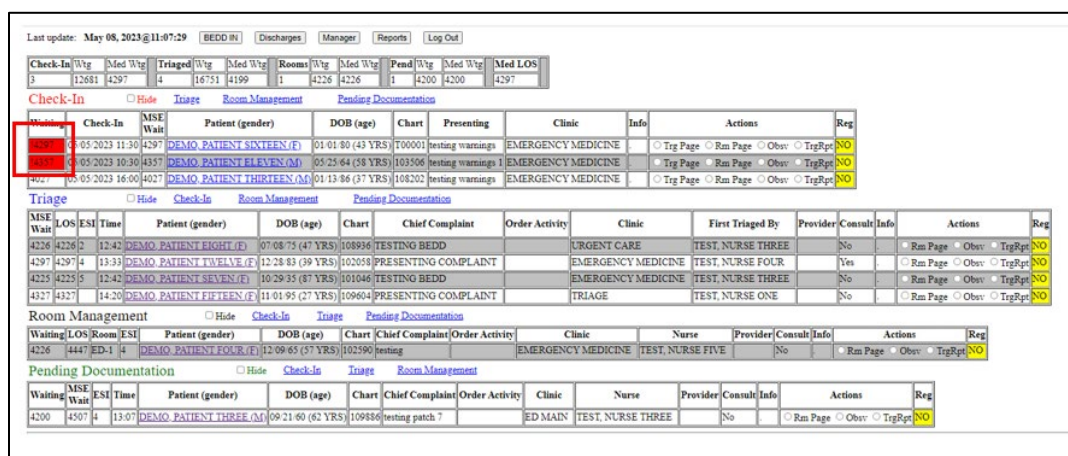 Last update: May 08, 2023@11:07:29 BEDD IN Discharges Manager Reports Log Out
Check-In Wtg Med Wtg Triaged Wtg Med Wtg Rooms Wtg Med Wtg Pend Wtg Med Wtg Med LOS
3 12681 4297 4 16751 4199 1 4226 4226 1 4200 4200 4297
Check-In Hide Triage Room Management Pending Documentation
Waiting Check-In MSE Wait Patient (gender) DOB (age) Chart Presenting Clinic Info Actions Reg
!4297 05/05/2023 11:30 4297 DEMO, PATIENT SIXTEEN (F) 01/01/80 (43 YRS) T00001 testing warnings EMERGENCY MEDICINE . Trg Page Rm Page Obsv TrgRpt NO
!4357 05/05/2023 10:30 4357 DEMO, PATIENT ELEVEN (M) 05/25/64 (58 YRS) 103506 testing warnings 1 EMERGENCY MEDICINE . Trg Page Rm Page Obsv TrgRpt NO
4027 05/05/2023 16:00 4027 DEMO, PATIENT THIRTEEN (M) 01/13/86 (37 YRS) 108202 testing warnings EMERGENCY MEDICINE . Trg Page Rm Page Obsv TrgRpt NO
Triage Hide Check-In Room Management Pending Documentation
MSE Wait LOS ESI Time Patient (gender) DOB (age) Chart Chief Complaint Order Activity Clinic First Triaged By Provider Consult Info Actions Reg
4226 4226 2 12:42 DEMO, PATIENT EIGHT (F) 07/08/75 (47 YRS) 108936 TESTING BEDD URGENT CARE TEST, NURSE THREE No . Rm Page Obsv TrgRpt NO
4297 4297 4 13:33 DEMO, PATIENT TWELVE (F) 12/28/83 (39 YRS) 102058 PRESENTING COMPLAINT EMERGENCY MEDICINE TEST, NURSE FOUR Yes . Rm Page Obsv TrgRpt NO
4225 4225 5 12:42 DEMO, PATIENT SEVEN (F) 10/29/35 (87 YRS) 101046 TESTING BEDD EMERGENCY MEDICINE TEST, NURSE THREE No . Rm Page Obsv TrgRpt NO
4327 4327 14:20 DEMO, PATIENT FIFTEEN (F) 11/01/95 (27 YRS) 109604 PRESENTING COMPLAINT TRIAGE TEST, NURSE ONE No . Rm Page Obsv TrgRpt NO
Room Management Hide Check-In Triage Pending Documentation
Waiting LOS Room ESI Patient (gender) DOB (age) Chart Chief Complaint Order Activity Clinic Nurse Provider Consult Info Actions Reg
4226 4447 ED-1 4 DEMO, PATIENT FOUR (F) 12/09/65 (57 YRS) 102590 testing EMERGENCY MEDICINE TEST, NURSE FIVE No . Rm Page Obsv TrgRpt NO
Pending Documentation Hide Check-In Triage Room Management
Waiting MSE Wait ESI Time Patient (gender) DOB (age) Chart Chief Complaint Order Activity Clinic Nurse Provider Consult Info Actions Reg
4200 4507 4 13:07 DEMO, PATIENT THREE (M) 09/21/60 (62 YRS) 109886 testing patch 7 ED MAIN TEST, NURSE THREE No . Rm Page Obsv TrgRpt NO